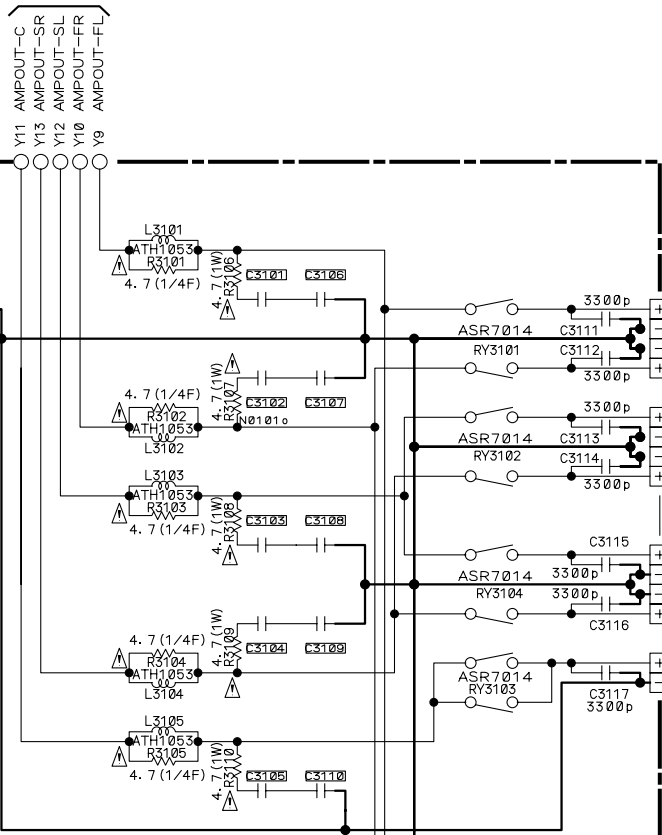 Y11 AMPOUT-C
Y13 AMPOUT-SR
Y12 AMPOUT-SL
Y10 AMPOUT-FR
Y9 AMPOUT-FL
L3101
ATH1053
R3101
4.7(1/4F)
4.7(1W)
R3106
C3101
C3106
3300p
ASR7014
C3111
RY3101
C3112
3300p
4.7(1/4F)
R3102
ATH1053
L3102
4.7(1W)
R3107
C3102
C3107
N0101o
3300p
ASR7014
C3113
RY3102
C3114
3300p
L3103
ATH1053
R3103
4.7(1/4F)
4.7(1W)
R3108
C3103
C3108
C3115
ASR7014
3300p
RY3104
3300p
C3116
4.7(1/4F)
R3104
ATH1053
L3104
4.7(1W)
R3109
C3104
C3109
ASR7014
RY3103
C3117
3300p
L3105
ATH1053
R3105
4.7(1/4F)
4.7(1W)
R3110
C3105
C3110